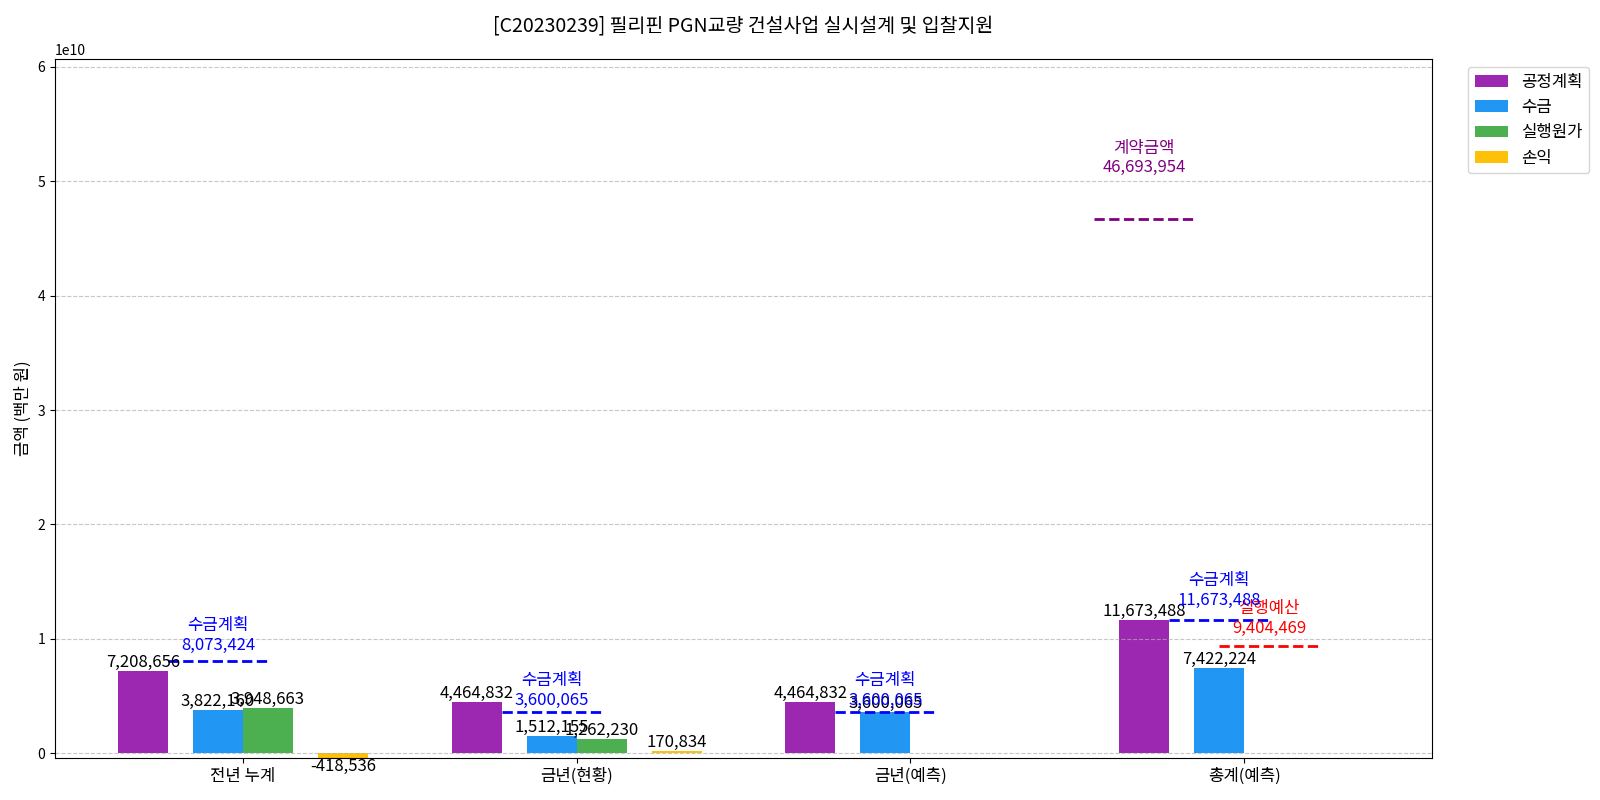 [C20230239] 필리핀 PGN교량 건설사업 실시설계 및 입찰지원
1e10
6
5
4
3
2
1
0
금액 (백만 원)
계약금액
46,693,954
수금계획
8,073,424
7,208,656
3,822,160
3,948,663
-418,536
수금계획
3,600,065
4,464,832
1,512,155
1,262,230
170,834
수금계획
3,600,065
4,464,832
3,600,065
수금계획
11,673,488
실행예산
9,404,469
11,673,488
7,422,224
전년 누계
금년(현황)
금년(예측)
총계(예측)
공정계획
수금
실행원가
손익